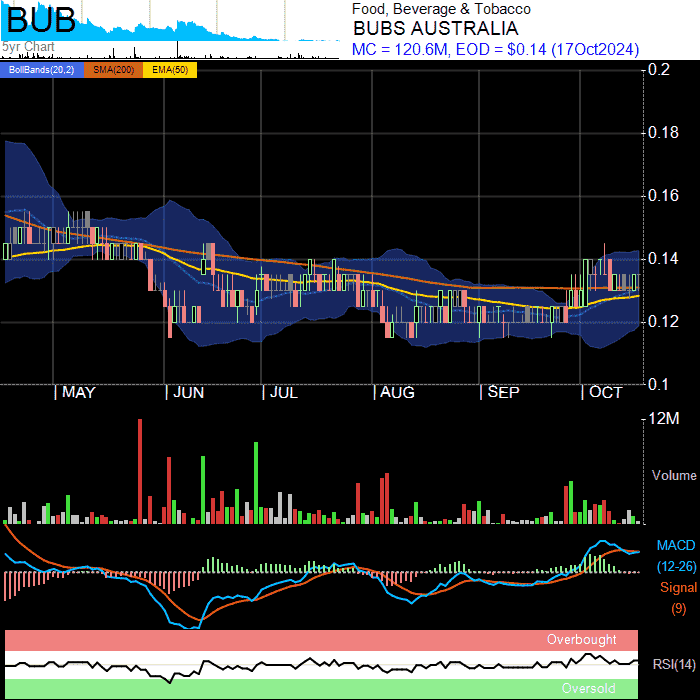 BUB
5yr Chart
Food, Beverage & Tobacco
BUBS AUSTRALIA
MC = 120.6M, EOD = $0.14 (17Oct2024)
BollBands(20,2) SMA(200) EMA(50)
0.2
0.18
0.16
0.14
0.12
0.1
MAY JUN JUL AUG SEP OCT
12M
Volume
MACD
(12-26)
Signal
(9)
Overbought
RSI(14)
Oversold